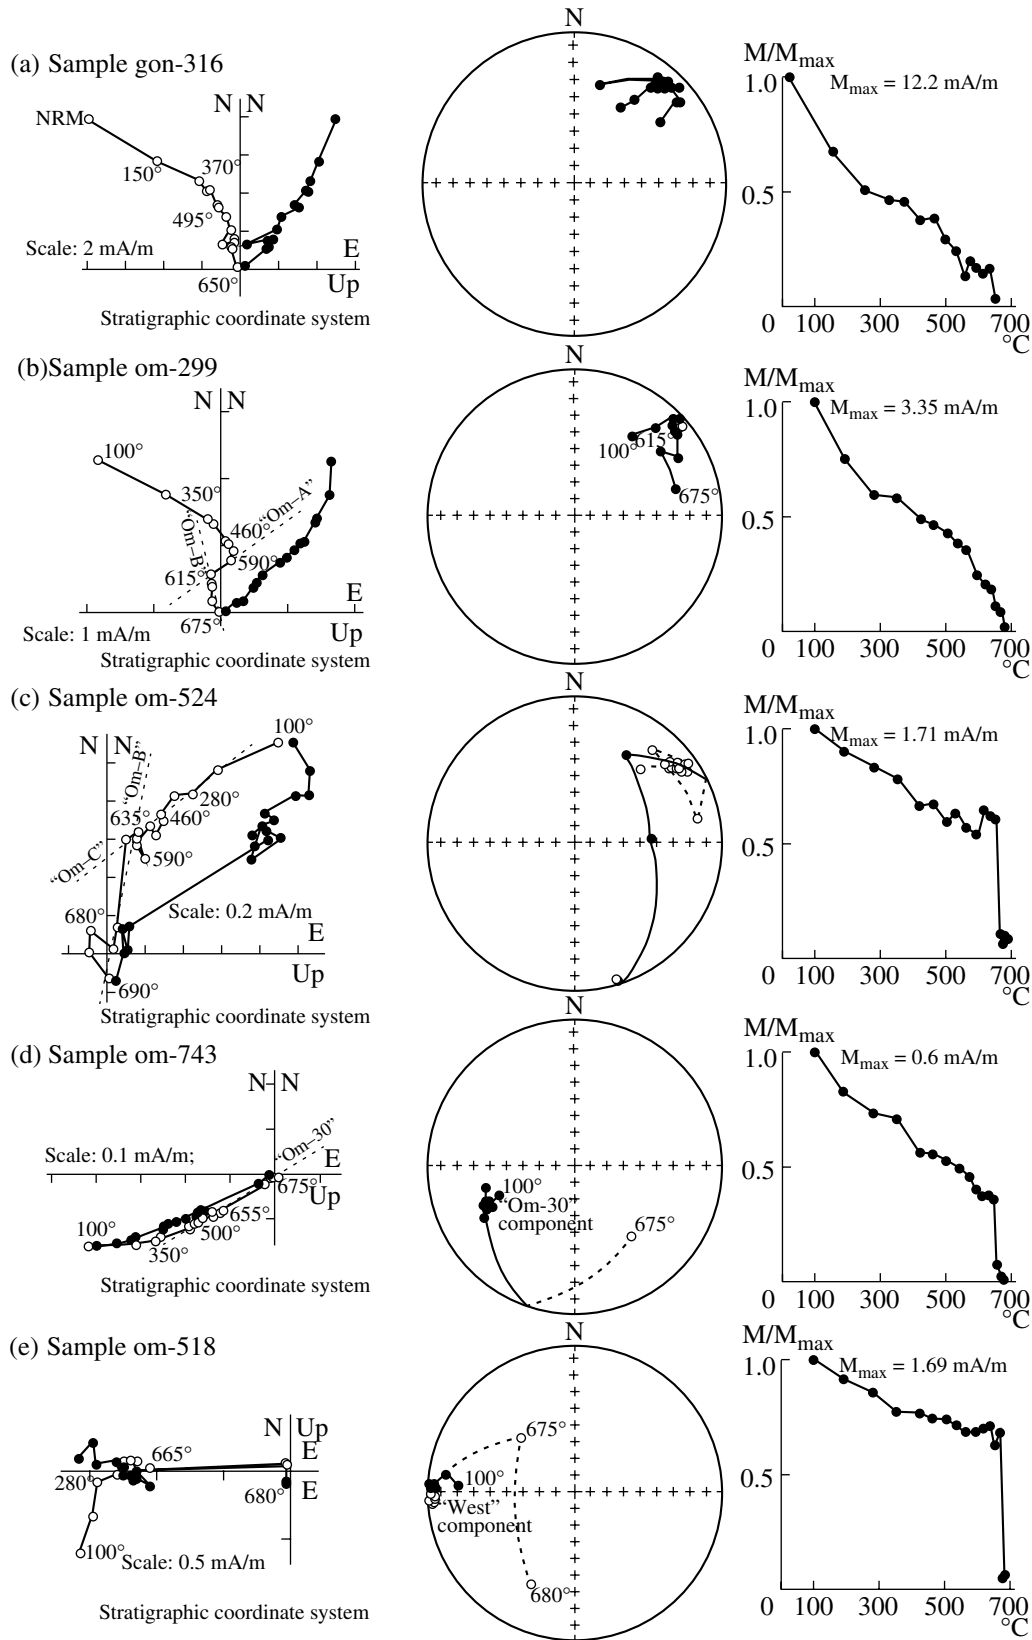 (a) Sample gon-316
N N
NRM
150°
370°
495°
Scale: 2 mA/m
E
Up
650°
Stratigraphic coordinate system
N
M/Mmax
1.0
Mmax = 12.2 mA/m
0.5
0 100 300 500 700
°C
(b)Sample om-299
N N
100°
350°
460°
"Om–A"
"Om–B"
590°
615°
E
675°
Up
Scale: 1 mA/m
Stratigraphic coordinate system
N
100° 615°
675°
M/Mmax
1.0
Mmax = 3.35 mA/m
0.5
0 100 300 500 700
°C
(c) Sample om-524
100°
N N
"Om–B"
280°
635° 460°
"Om–C"
590°
680°
Scale: 0.2 mA/m
E
Up
690°
Stratigraphic coordinate system
N
M/Mmax
1.0
Mmax = 1.71 mA/m
0.5
0 100 300 500 700
°C
(d) Sample om-743
N N
"Om–30"
Scale: 0.1 mA/m;
E
Up
675°
655°
100°
500°
350°
Stratigraphic coordinate system
N
100°
"Om-30"
component
675°
M/Mmax
1.0
Mmax = 0.6 mA/m
0.5
0 100 300 500 700
°C
(e) Sample om-518
N Up
665°
E
280°
E
680°
100°
Scale: 0.5 mA/m
Stratigraphic coordinate system
N
675°
100°
"West"
component
680°
M/Mmax
1.0
Mmax = 1.69 mA/m
0.5
0 100 300 500 700
°C